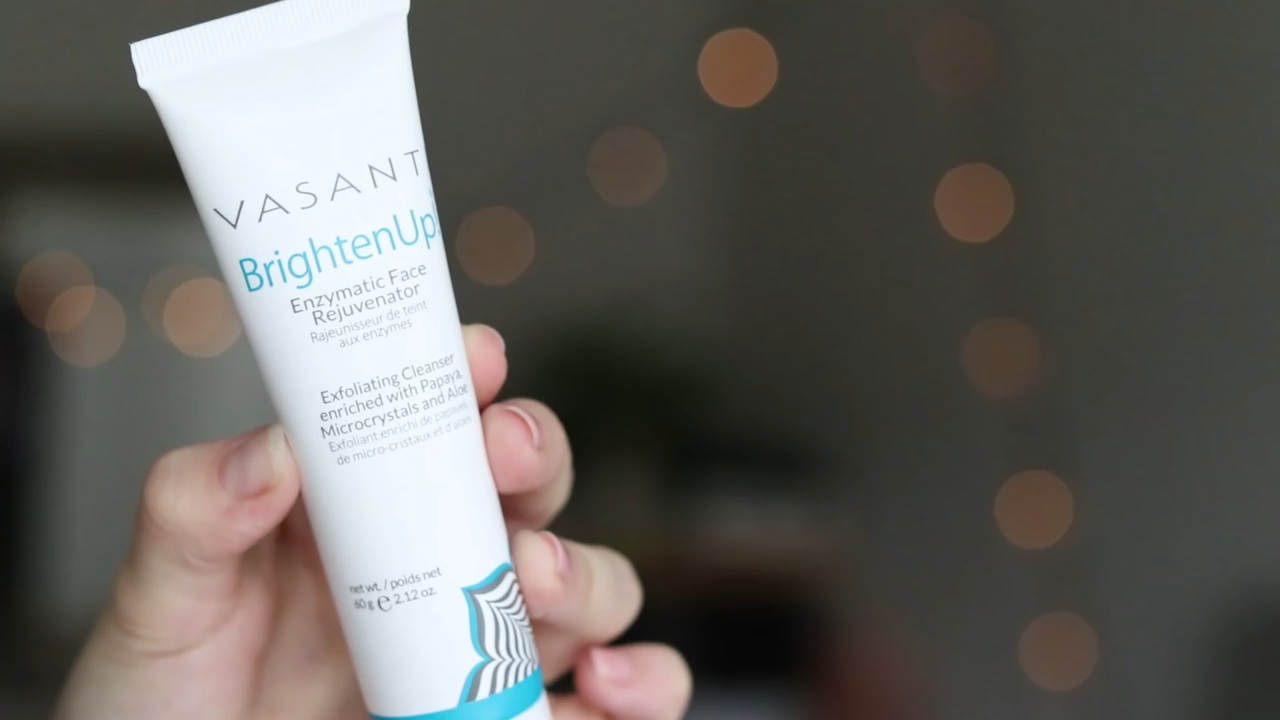 VASANT
BrightenUp!
Enzymatic Face
Rejuvenator
Rajeunisseur de teint
aux enzymes
Exfoliating Cleanser
enriched with Papaya,
Microcrystals and Aloe
Exfoliant enrichi de papayes,
de micro-cristaux et d'aloès
net wt. / poids net
60 g e 2.12 oz.